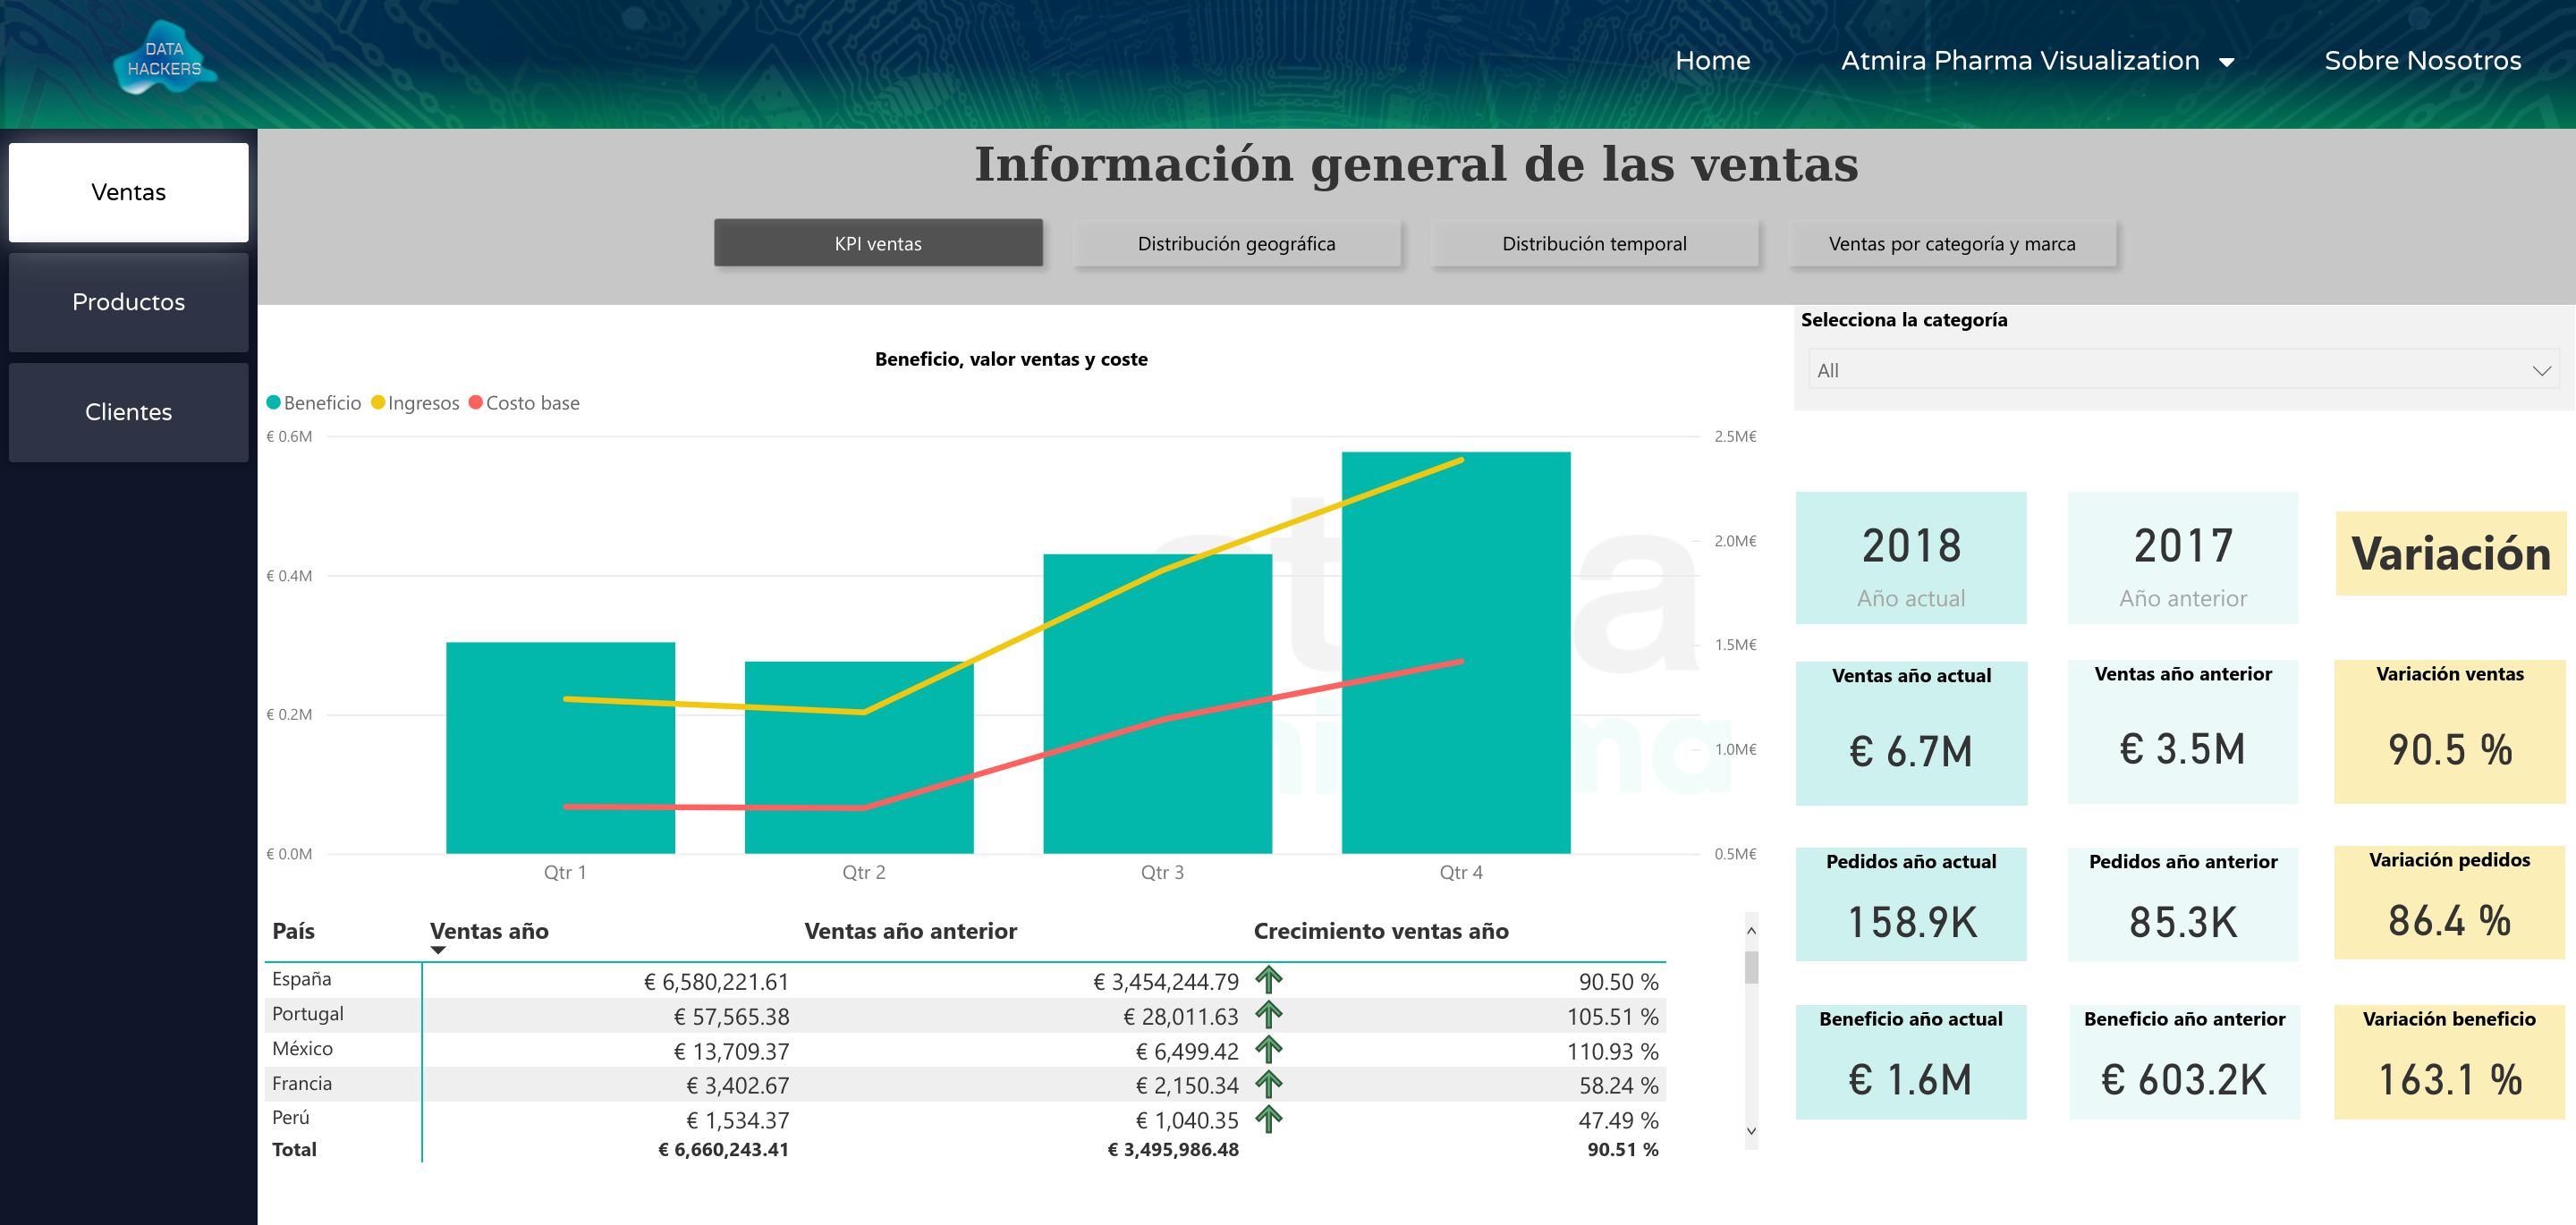 DATA
HACKERS
Home
Atmira Pharma Visualization
Sobre Nosotros
Ventas
Productos
Clientes
Información general de las ventas
KPI ventas
Distribución geográfica
Distribución temporal
Ventas por categoría y marca
Selecciona la categoría
All
Beneficio, valor ventas y coste
Beneficio Ingresos Costo base
€ 0.6M
€ 0.4M
€ 0.2M
€ 0.0M
2.5M€
2.0M€
1.5M€
1.0M€
0.5M€
Qtr 1 Qtr 2 Qtr 3 Qtr 4
País Ventas año Ventas año anterior Crecimiento ventas año
España € 6,580,221.61 € 3,454,244.79 90.50 %
Portugal € 57,565.38 € 28,011.63 105.51 %
México € 13,709.37 € 6,499.42 110.93 %
Francia € 3,402.67 € 2,150.34 58.24 %
Perú € 1,534.37 € 1,040.35 47.49 %
Total € 6,660,243.41 € 3,495,986.48 90.51 %
2018
Año actual
2017
Año anterior
Variación
Ventas año actual
€ 6.7M
Ventas año anterior
€ 3.5M
Variación ventas
90.5 %
Pedidos año actual
158.9K
Pedidos año anterior
85.3K
Variación pedidos
86.4 %
Beneficio año actual
€ 1.6M
Beneficio año anterior
€ 603.2K
Variación beneficio
163.1 %